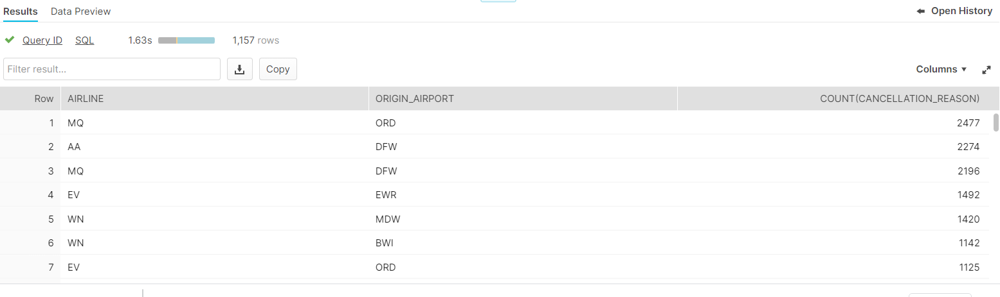 Results Data Preview Open History
Query ID SQL 1.63s 1,157 rows
Filter result... Copy Columns
Row AIRLINE ORIGIN_AIRPORT COUNT(CANCELLATION_REASON)
1 MQ ORD 2477
2 AA DFW 2274
3 MQ DFW 2196
4 EV EWR 1492
5 WN MDW 1420
6 WN BWI 1142
7 EV ORD 1125